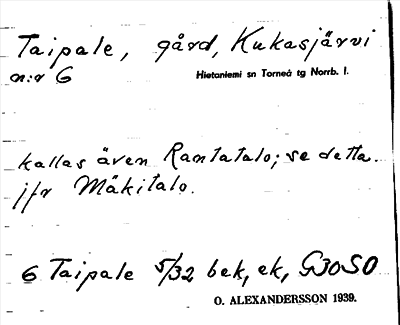 Taipale, gård, Kukasjärvi
n:r 6 Hietaniemi sn Torneå tg Norrb. l.
kallas även Rantatalo; se detta.
jfr Mäkitalo.
6 Taipale 5/32 bek, ek, G30SO
O. ALEXANDERSSON 1939.